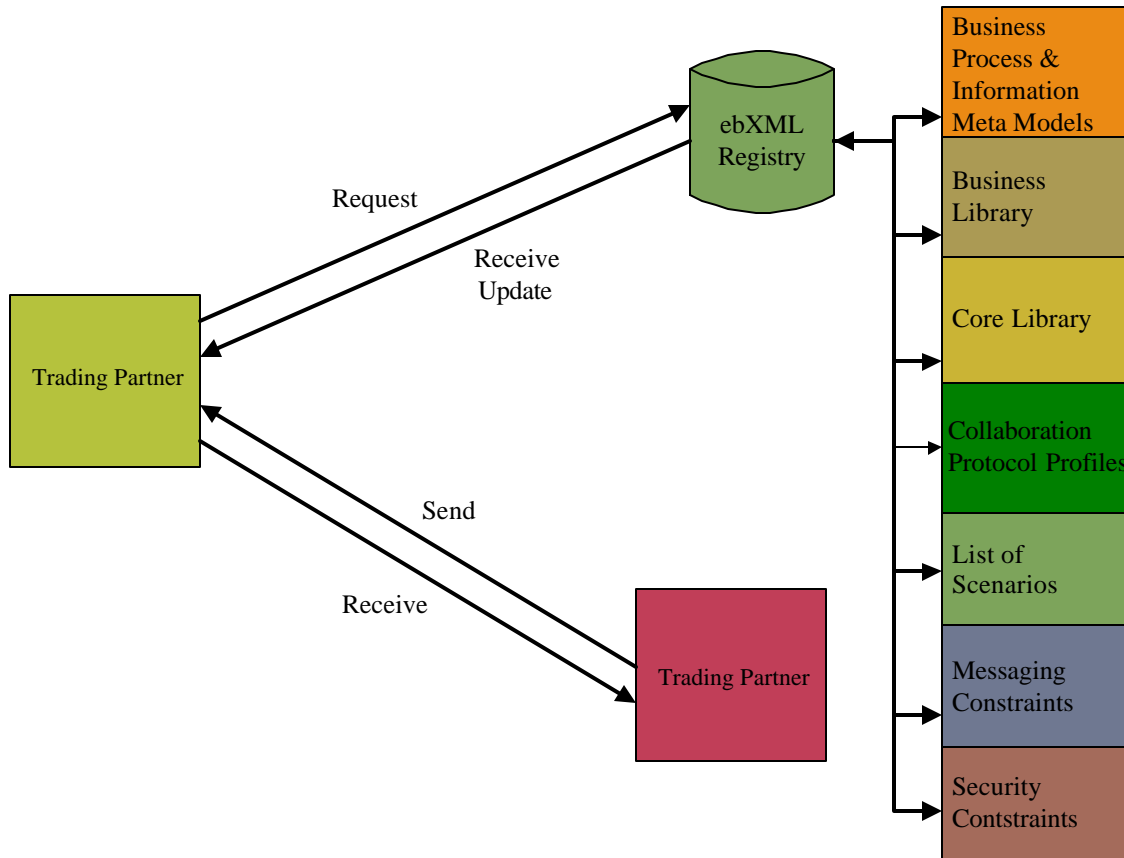 Business
Process &
Information
Meta Models
ebXML
Registry
Business
Library
Request
Receive
Update
Core Library
Trading Partner
Collaboration
Protocol Profiles
Send
List of
Scenarios
Receive
Trading Partner
Messaging
Constraints
Security
Contstraints